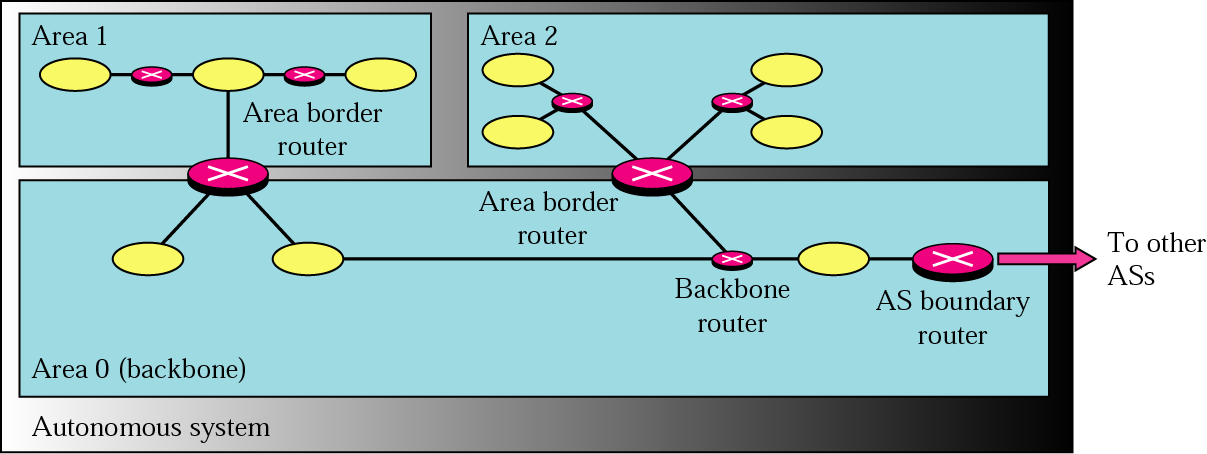 Area 1
Area 2
Area border
router
Area border
router
Backbone
router
AS boundary
router
To other
ASs
Area 0 (backbone)
Autonomous system